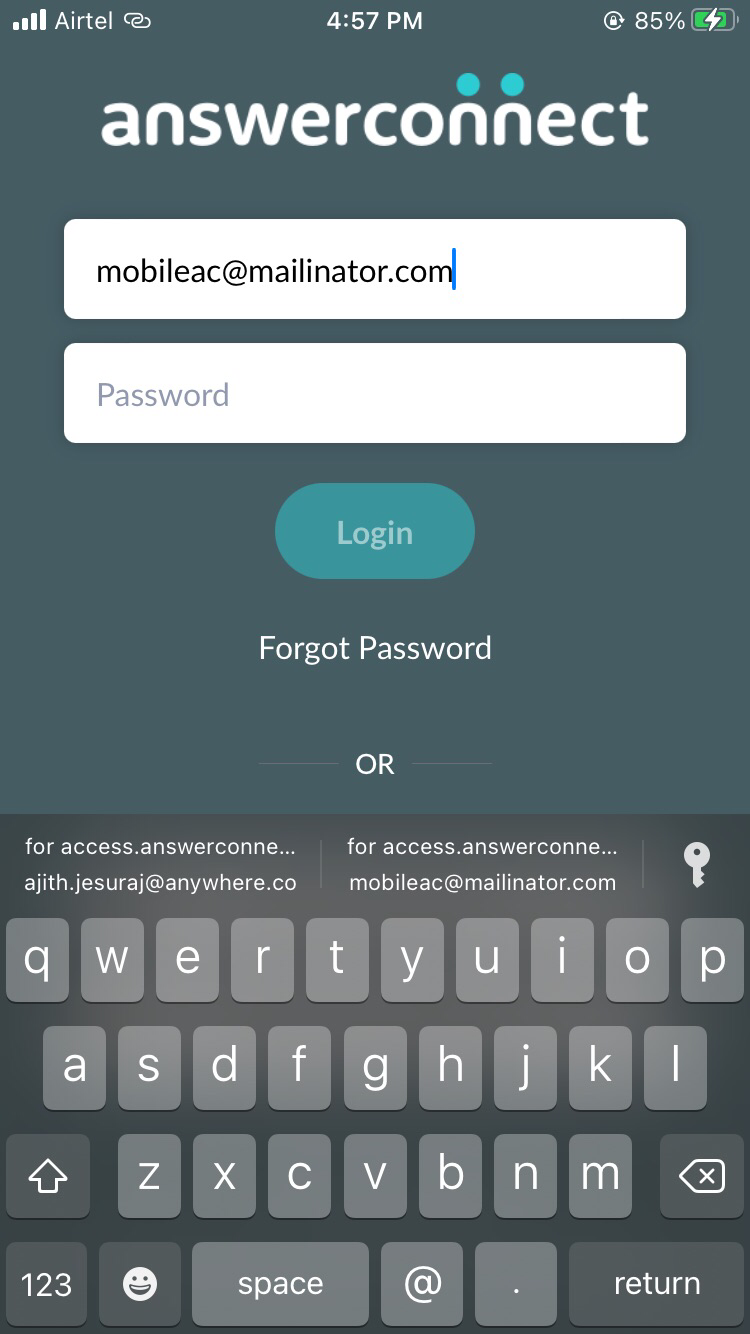 Airtel 4:57 PM 85%
answerconnect
mobileac@mailinator.com
Password
Login
Forgot Password
OR
for access.answerconne... for access.answerconne...
ajith.jesuraj@anywhere.co mobileac@mailinator.com
q w e r t y u i o p
a s d f g h j k l
z x c v b n m
123 space @ . return